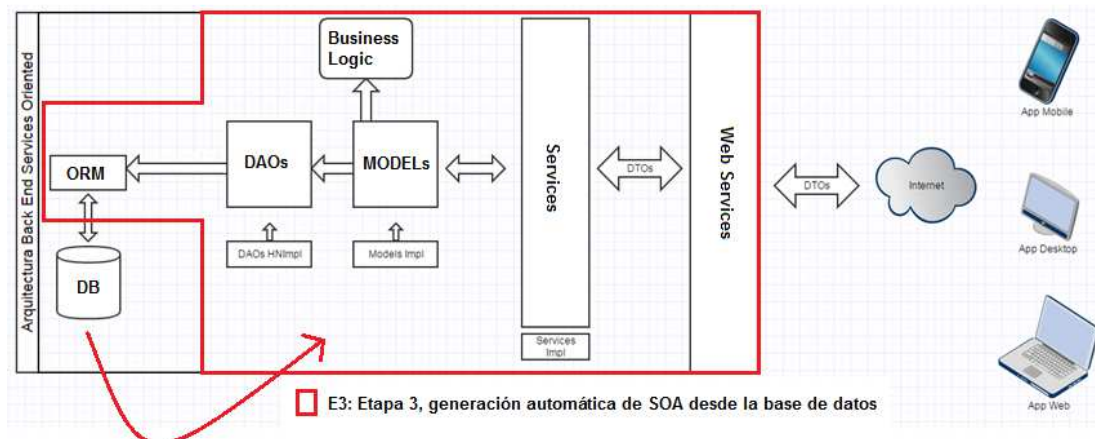 Arquitectura Back End Services Oriented
Business
Logic
ORM
DAOs
MODELs
Services
DTOs
Web Services
DTOs
Internet
App Mobile
App Desktop
App Web
DB
DAOs HNImpl
Models Impl
Services
Impl
E3: Etapa 3, generación automática de SOA desde la base de datos